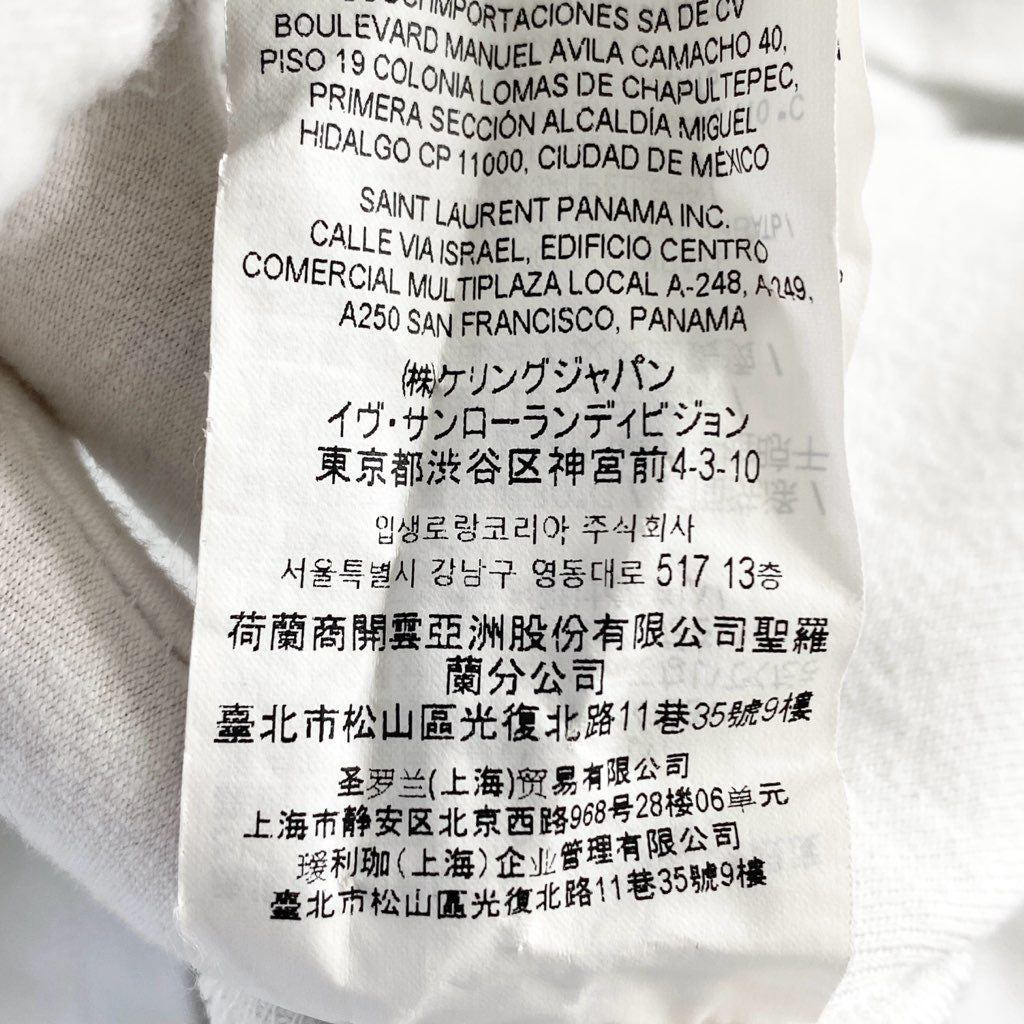 IMPORTACIONES SA DE CV
BOULEVARD MANUEL AVILA CAMACHO 40,
PISO 19 COLONIA LOMAS DE CHAPULTEPEC,
PRIMERA SECCIÓN ALCALDÍA MIGUEL
HIDALGO CP 11000, CIUDAD DE MÉXICO
SAINT LAURENT PANAMA INC.
CALLE VIA ISRAEL, EDIFICIO CENTRO
COMERCIAL MULTIPLAZA LOCAL A-248, A-249,
A250 SAN FRANCISCO, PANAMA
(株)ケリングジャパン
イヴ・サンローランディビジョン
東京都渋谷区神宮前4-3-10
입생로랑코리아 주식회사
서울특별시 강남구 영동대로 517 13층
荷蘭商開雲亞洲股份有限公司聖羅
蘭分公司
臺北市松山區光復北路11巷35號9樓
圣罗兰(上海)贸易有限公司
上海市静安区北京西路968号28楼06单元
瑷利珈(上海)企业管理有限公司
臺北市松山區光復北路11巷35號9樓